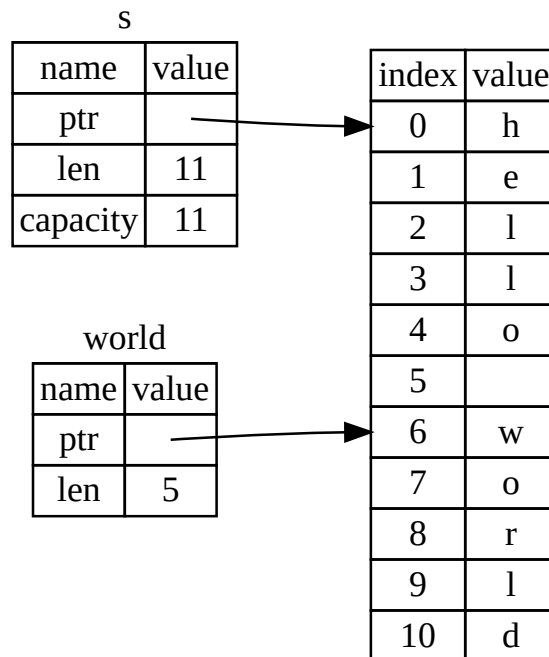 s
name value
ptr
len 11
capacity 11
world
name value
ptr
len 5
index value
0 h
1 e
2 l
3 l
4 o
5
6 w
7 o
8 r
9 l
10 d